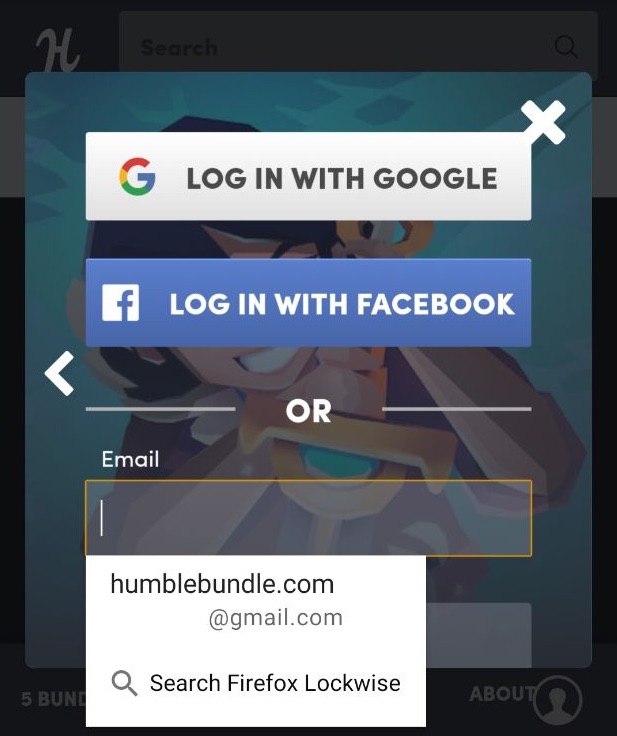 H
Search
LOG IN WITH GOOGLE
LOG IN WITH FACEBOOK
OR
Email
humblebundle.com
@gmail.com
Search Firefox Lockwise
5 BUND
ABOUT